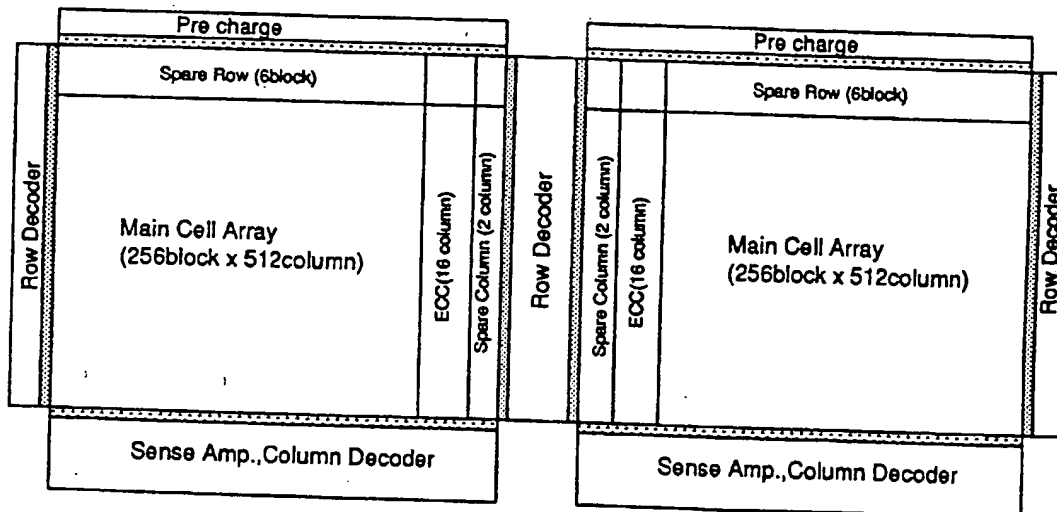 Pre charge
Spare Row (6block)
Row Decoder
Main Cell Array
(256block x 512column)
ECC(16 column)
Spare Column (2 column)
Sense Amp.,Column Decoder
Row Decoder
Pre charge
Spare Row (6block)
Spare Column (2 column)
ECC(16 column)
Main Cell Array
(256block x 512column)
Row Decoder
Sense Amp.,Column Decoder